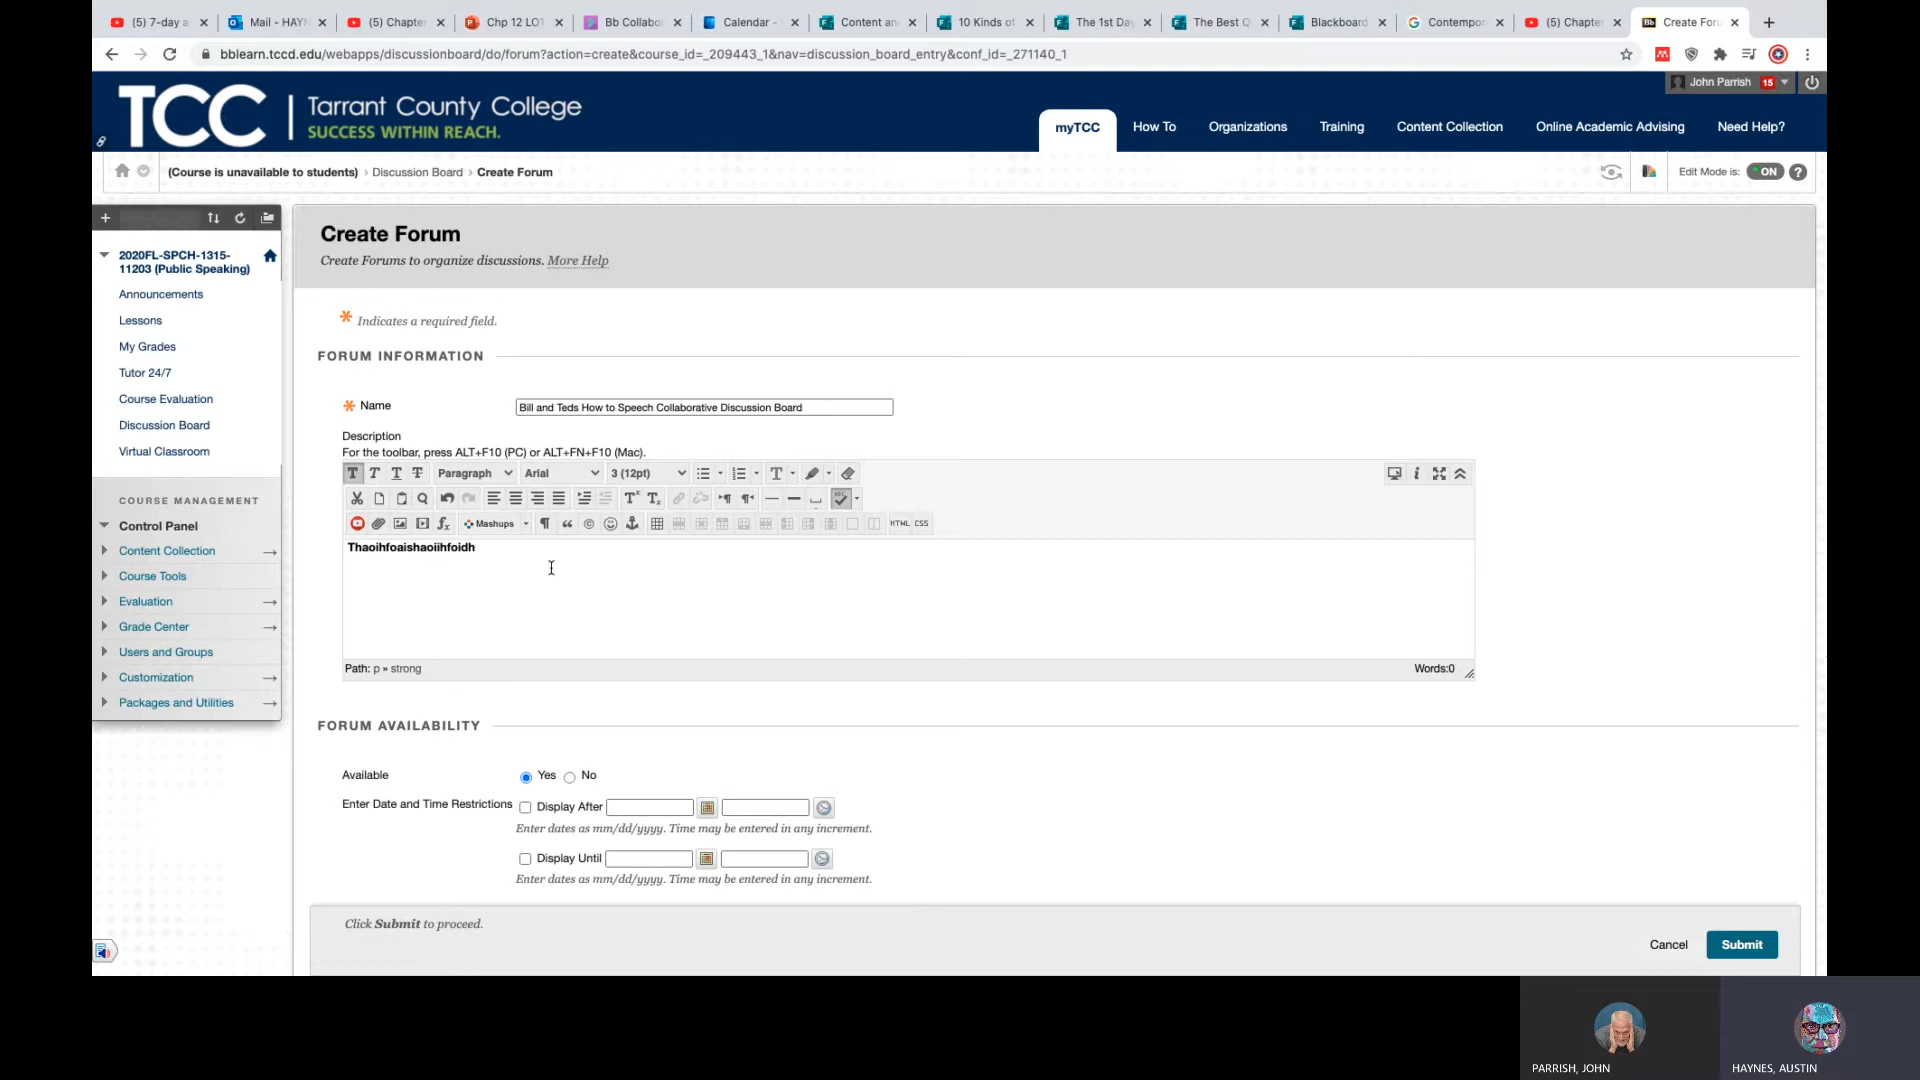 (5) 7-day a
Mail - HAYN
(5) Chapter
Chp 12 LO1
Bb Collabor
Calendar -
Content an
10 Kinds of
The 1st Day
The Best Q
Blackboard
Contempor
(5) Chapter
Create Foru
bblearn.tccd.edu/webapps/discussionboard/do/forum?action=create&course_id=_209443_1&nav=discussion_board_entry&conf_id=_271140_1
John Parrish 15
TCC | Tarrant County College
SUCCESS WITHIN REACH.
myTCC
How To
Organizations
Training
Content Collection
Online Academic Advising
Need Help?
(Course is unavailable to students) > Discussion Board > Create Forum
Edit Mode is: ON ?
2020FL-SPCH-1315-
11203 (Public Speaking)
Announcements
Lessons
My Grades
Tutor 24/7
Course Evaluation
Discussion Board
Virtual Classroom
COURSE MANAGEMENT
Control Panel
Content Collection
Course Tools
Evaluation
Grade Center
Users and Groups
Customization
Packages and Utilities
Create Forum
Create Forums to organize discussions. More Help
Indicates a required field.
FORUM INFORMATION
Name
Bill and Teds How to Speech Collaborative Discussion Board
Description
For the toolbar, press ALT+F10 (PC) or ALT+FN+F10 (Mac).
T T T T Paragraph Arial 3 (12pt)
Mashups HTML CSS
Thaoihfoaishaoiihfoidh
Path: p » strong
Words:0
FORUM AVAILABILITY
Available
Yes No
Enter Date and Time Restrictions
Display After
Enter dates as mm/dd/yyyy. Time may be entered in any increment.
Display Until
Enter dates as mm/dd/yyyy. Time may be entered in any increment.
Click Submit to proceed.
Cancel
Submit
PARRISH, JOHN
HAYNES, AUSTIN